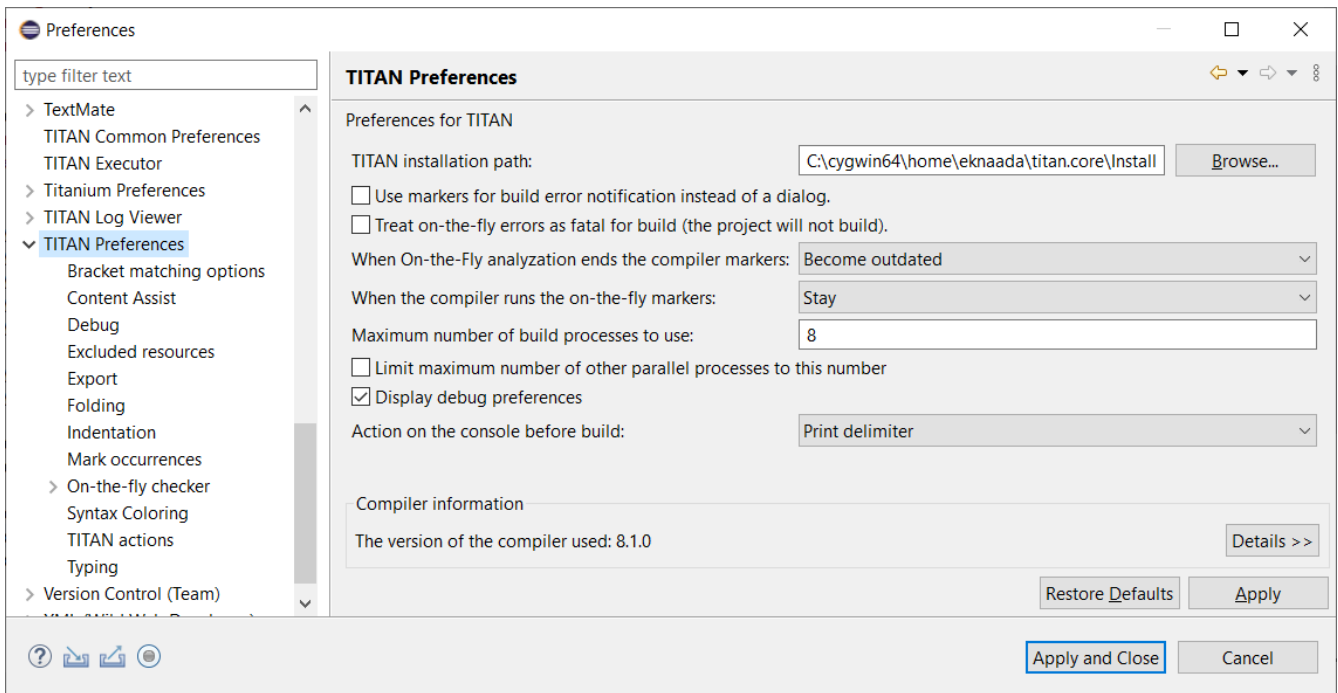 Preferences
type filter text
TextMate
TITAN Common Preferences
TITAN Executor
Titanium Preferences
TITAN Log Viewer
TITAN Preferences
Bracket matching options
Content Assist
Debug
Excluded resources
Export
Folding
Indentation
Mark occurrences
On-the-fly checker
Syntax Coloring
TITAN actions
Typing
Version Control (Team)
TITAN Preferences
Preferences for TITAN
TITAN installation path: C:\cygwin64\home\eknaada\titan.core\Install Browse...
Use markers for build error notification instead of a dialog.
Treat on-the-fly errors as fatal for build (the project will not build).
When On-the-Fly analyzation ends the compiler markers: Become outdated
When the compiler runs the on-the-fly markers: Stay
Maximum number of build processes to use: 8
Limit maximum number of other parallel processes to this number
Display debug preferences
Action on the console before build: Print delimiter
Compiler information
The version of the compiler used: 8.1.0 Details >>
Restore Defaults Apply
Apply and Close Cancel